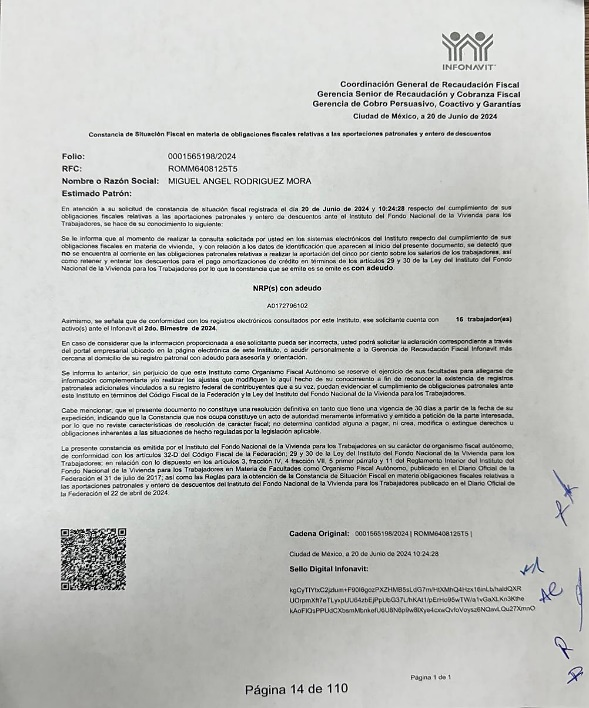 INFONAVIT
Coordinación General de Recaudación Fiscal
Gerencia Senior de Recaudación y Cobranza Fiscal
Gerencia de Cobro Persuasivo, Coactivo y Garantías
Ciudad de México, a 20 de Junio de 2024
Constancia de Situación Fiscal en materia de obligaciones fiscales relativas a las aportaciones patronales y entero de descuentos
Folio: 0001565198/2024
RFC: ROMM6408125T5
Nombre o Razón Social: MIGUEL ANGEL RODRIGUEZ MORA
Estimado Patrón:
En atención a su solicitud de constancia de situación fiscal registrada el día 20 de Junio de 2024 y 10:24:28 respecto del cumplimiento de sus
obligaciones fiscales relativas a las aportaciones patronales y entero de descuentos ante el Instituto del Fondo Nacional de la Vivienda para los
Trabajadores, se hace de su conocimiento lo siguiente:
Se le informa que al momento de realizar la consulta solicitada por usted en los sistemas electrónicos del Instituto respecto del cumplimiento de sus
obligaciones fiscales en materia de vivienda, y con relación a los datos de identificación que aparecen al inicio del presente documento, se detectó que
no se encuentra al corriente en las obligaciones relativas a realizar la aportación del cinco por ciento sobre los salarios de los trabajadores, así
como retener y enterar los descuentos para el pago amortizaciones de crédito en términos de los artículos 29 y 30 de la Ley del Instituto del Fondo
Nacional de la Vivienda para los Trabajadores por lo que la constancia que se emite es se emite es con adeudo.
NRP(s) con adeudo
A0172796102
Asimismo, se señala que de conformidad con los registros electrónicos consultados por este Instituto, ese solicitante cuenta con 16 trabajador(es)
activo(s) ante el Infonavit al 2do. Bimestre de 2024.
En caso de considerar que la información proporcionada a ese solicitante pueda ser incorrecta, usted podrá solicitar la aclaración correspondiente a través
del portal empresarial ubicado en la página electrónica de este Instituto, o acudir personalmente a la Gerencia de Recaudación Fiscal Infonavit más
cercana al domicilio de su registro patronal con adeudo para asesoría y orientación.
Se informa lo anterior, sin perjuicio de que este Instituto como Organismo Fiscal Autónomo se reserve el ejercicio de sus facultades para allegarse de
información complementaria y/o realizar los ajustes que modifiquen lo aquí hecho de su conocimiento a fin de reconocer la existencia de registros
patronales adicionales vinculados a su registro federal de contribuyentes que a su vez, puedan evidenciar el cumplimiento de obligaciones patronales ante
este Instituto en términos del Código Fiscal de la Federación y la Ley del Instituto del Fondo Nacional de la Vivienda para los Trabajadores.
Cabe mencionar, que el presente documento no constituye una resolución definitiva en tanto que tiene una vigencia de 30 días a partir de la fecha de su
expedición, indicando que la Constancia que nos ocupa constituye un acto de autoridad meramente informativo y emitido a petición de la parte interesada,
por lo que no reviste características de resolución de carácter fiscal; no determina cantidad alguna a pagar, ni crea, modifica o extingue derechos u
obligaciones inherentes a las situaciones de hecho reguladas por la legislación aplicable.
La presente constancia es emitida por el Instituto del Fondo Nacional de la Vivienda para los Trabajadores en su carácter de organismo fiscal autónomo,
de conformidad con los artículos 32-D del Código Fiscal de la Federación; 29 y 30 de la Ley del Instituto del Fondo Nacional de la Vivienda para los
Trabajadores; en relación con lo dispuesto en los artículos 3, fracción IV, 4 fracción VII, 5 primer párrafo y 11 del Reglamento Interior del Instituto del
Fondo Nacional de la Vivienda para los Trabajadores en Materia de Facultades como Organismo Fiscal Autónomo, publicado en el Diario Oficial de la
Federación el 31 de julio de 2017; así como las Reglas para la obtención de la Constancia de Situación Fiscal en materia obligaciones fiscales relativas a
las aportaciones patronales y entero de descuentos del Instituto del Fondo Nacional de la Vivienda para los Trabajadores publicado en el Diario Oficial de
la Federación el 22 de abril de 2024.
Cadena Original: 0001565198/2024 | ROMM6408125T5 |
Ciudad de México, a 20 de Junio de 2024 10:24:28
Sello Digital Infonavit:
Página 1 de 1
Página 14 de 110